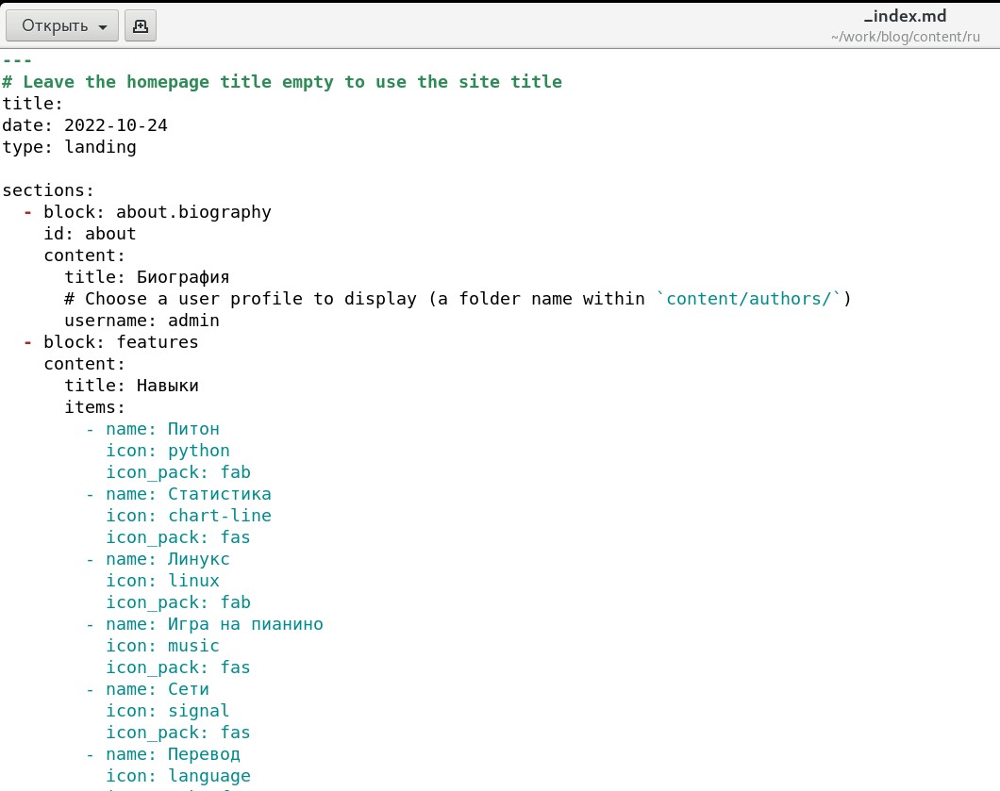 Открыть
_index.md
~/work/blog/content/ru
---
# Leave the homepage title empty to use the site title
title:
date: 2022-10-24
type: landing

sections:
  - block: about.biography
    id: about
    content:
      title: Биография
      # Choose a user profile to display (a folder name within `content/authors/`)
      username: admin
  - block: features
    content:
      title: Навыки
      items:
        - name: Питон
          icon: python
          icon_pack: fab
        - name: Статистика
          icon: chart-line
          icon_pack: fas
        - name: Линукс
          icon: linux
          icon_pack: fab
        - name: Игра на пианино
          icon: music
          icon_pack: fas
        - name: Сети
          icon: signal
          icon_pack: fas
        - name: Перевод
          icon: language